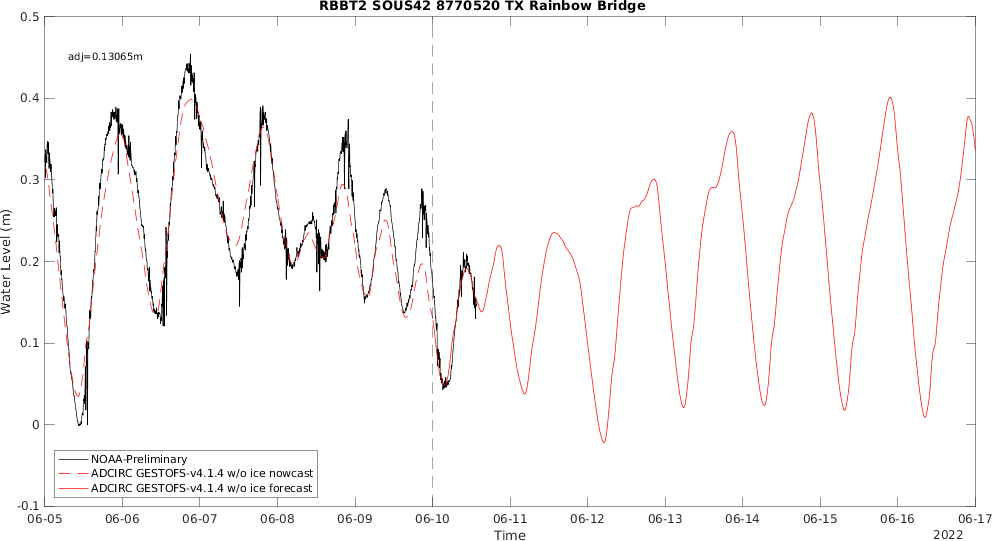 RBBT2 SOUS42 8770520 TX Rainbow Bridge
0.5
adj=0.13065m
0.4
0.3
Water Level (m)
0.2
0.1
0
NOAA-Preliminary
ADCIRC GESTOFS-v4.1.4 w/o ice nowcast
ADCIRC GESTOFS-v4.1.4 w/o ice forecast
-0.1
06-05 06-06 06-07 06-08 06-09 06-10 06-11 06-12 06-13 06-14 06-15 06-16 06-17
Time
2022